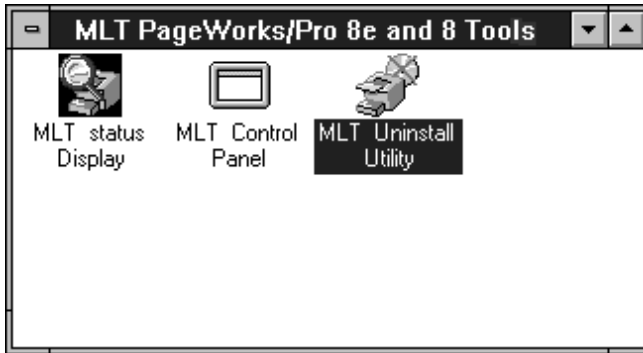 MLT PageWorks/Pro 8e and 8 Tools
MLT status
Display
MLT Control
Panel
MLT Uninstall
Utility